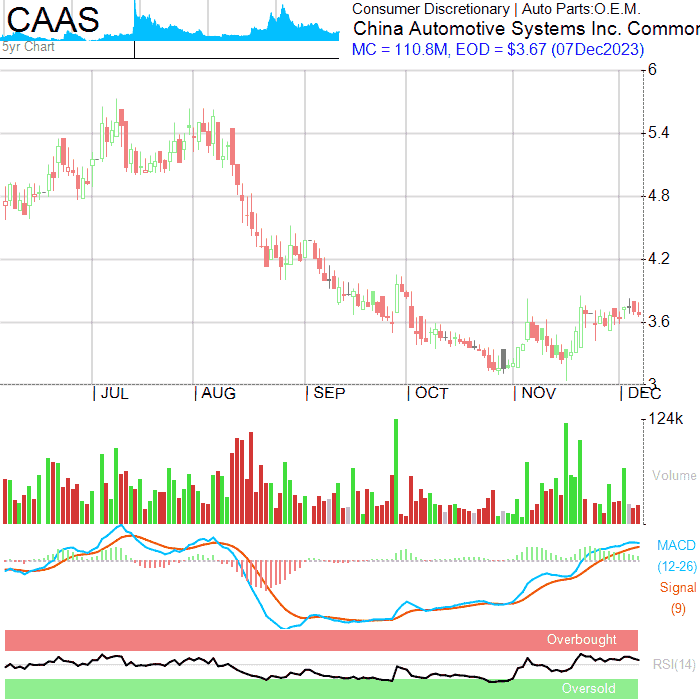 CAAS
5yr Chart
Consumer Discretionary | Auto Parts:O.E.M.
China Automotive Systems Inc. Common
MC = 110.8M, EOD = $3.67 (07Dec2023)
6
5.4
4.8
4.2
3.6
3
| JUL | AUG | SEP | OCT | NOV | DEC
124k
Volume
MACD
(12-26)
Signal
(9)
Overbought
RSI(14)
Oversold